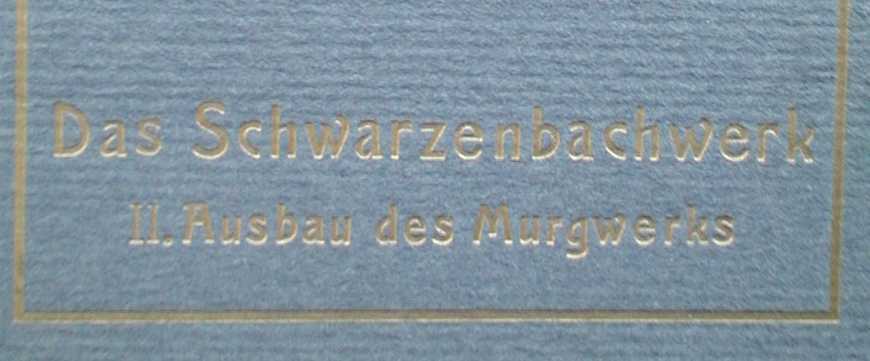 Das Schwarzenbachwerk
II. Ausbau des Murgwerks